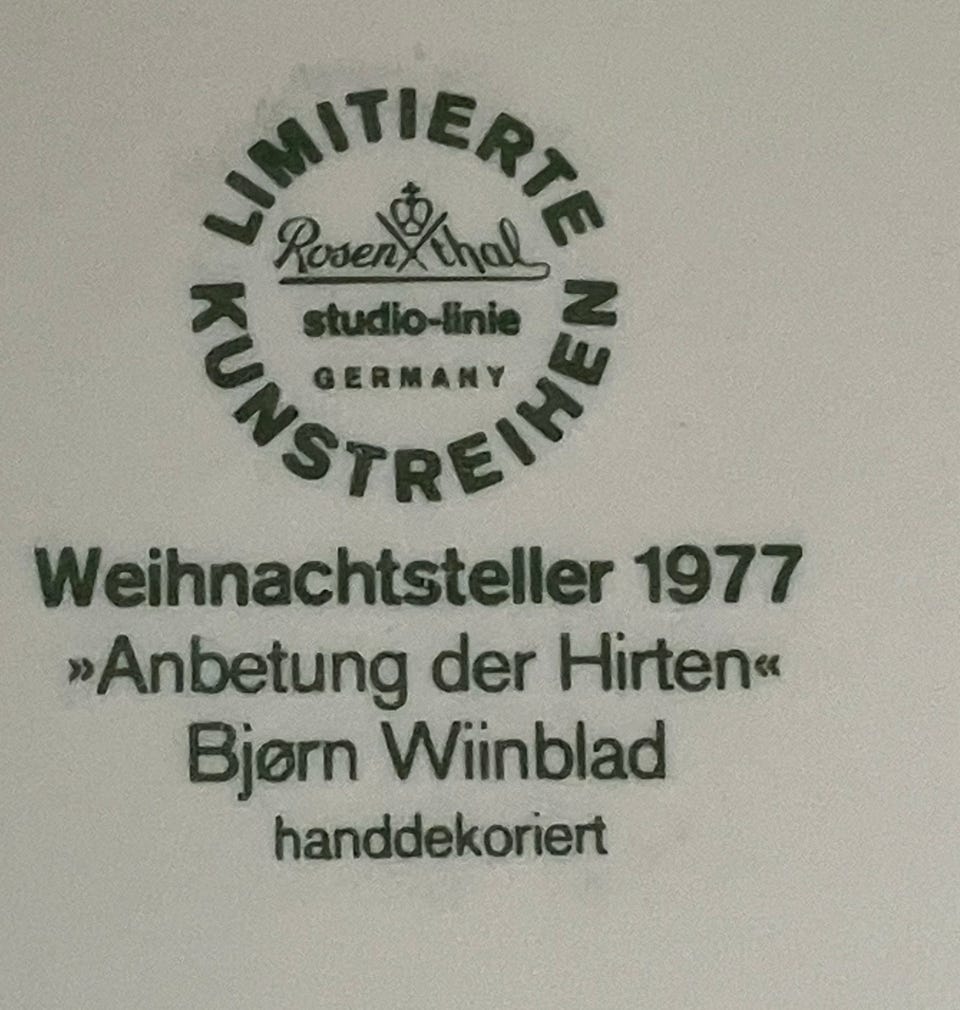 LIMITIERTE
Rosenthal
studio-linie
GERMANY
KUNSTREIHEN
Weihnachtsteller 1977
»Anbetung der Hirten«
Bjørn Wiinblad
handdekoriert